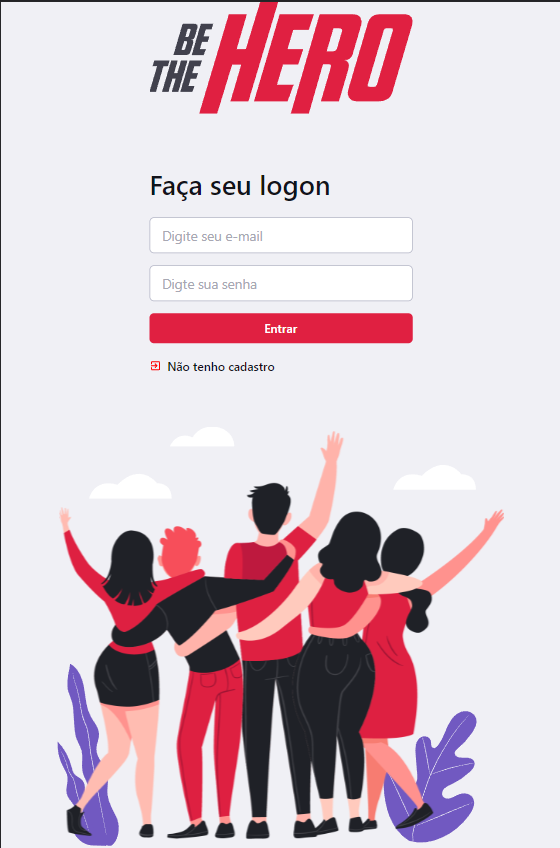 BE
THE HERO
Faça seu logon
Digite seu e-mail
Digte sua senha
Entrar
Não tenho cadastro